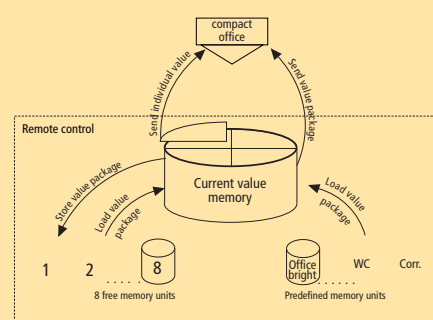 compact
office
Send individual value
Send value
package
Remote control
Store value package
Load value
package
Current value
memory
Load value
package
1
2 . . . . .
8
Office
bright
. . . . . .
WC
Corr.
8 free memory units
Predefined memory units